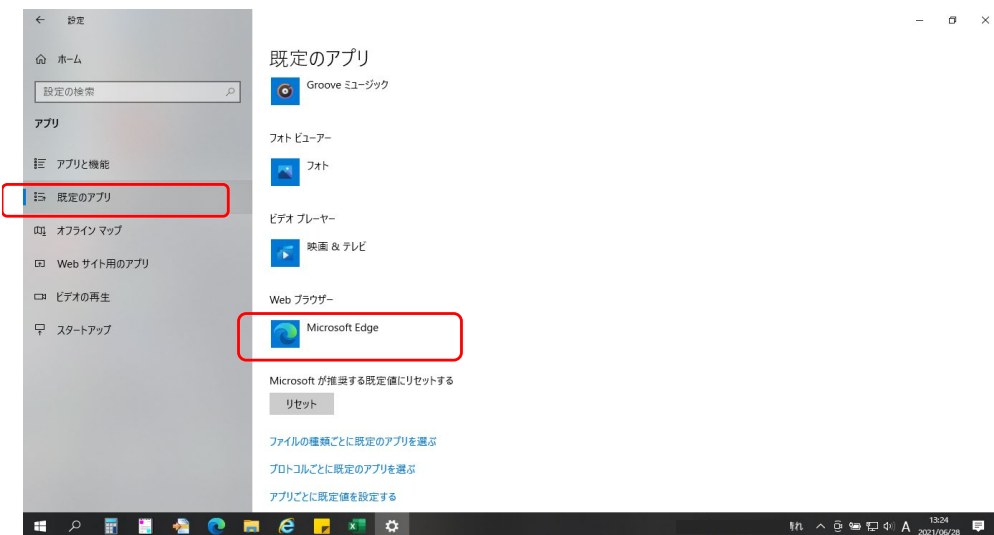 設定
ホーム
設定の検索
アプリ
アプリと機能
既定のアプリ
オフライン マップ
Web サイト用のアプリ
ビデオの再生
スタートアップ
既定のアプリ
Groove ミュージック
フォト ビューアー
フォト
ビデオ プレーヤー
映画 & テレビ
Web ブラウザー
Microsoft Edge
Microsoft が推奨する既定値にリセットする
リセット
ファイルの種類ごとに既定のアプリを選ぶ
プロトコルごとに既定のアプリを選ぶ
アプリごとに既定値を設定する
A
13:24
2021/06/28